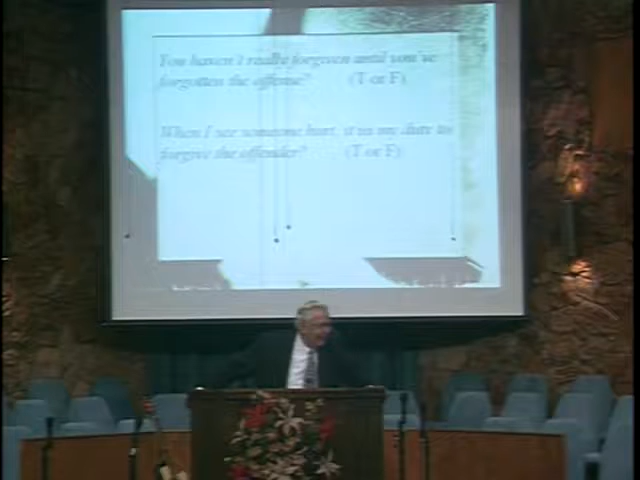 You haven't really forgiven until you've
forgotten the offense? (T or F)
When I see someone hurt, it is my duty to
forgive the offender? (T or F)